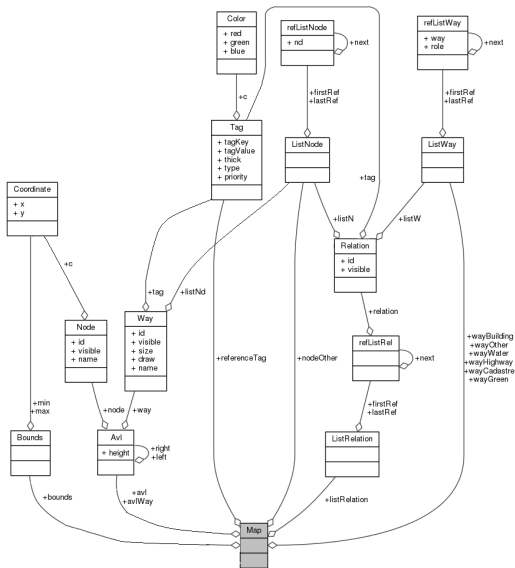 Color
+ red
+ green
+ blue
refListNode
+ nd
+next
refListWay
+ way
+ role
+next
+c
+firstRef
+lastRef
+firstRef
+lastRef
Tag
+ tagKey
+ tagValue
+ thick
+ type
+ priority
ListNode
ListWay
+tag
Coordinate
+ x
+ y
+listN
+listW
+c
Relation
+ id
+ visible
+tag
+listNd
Node
+ id
+ visible
+ name
Way
+ id
+ visible
+ size
+ draw
+ name
+relation
+referenceTag
+nodeOther
refListRel
+next
+wayBuilding
+wayOther
+wayWater
+wayHighway
+wayCadastre
+wayGreen
+min
+max
+node
+way
+firstRef
+lastRef
Bounds
Avl
+ height
+right
+left
ListRelation
+bounds
+avl
+avlWay
+listRelation
Map